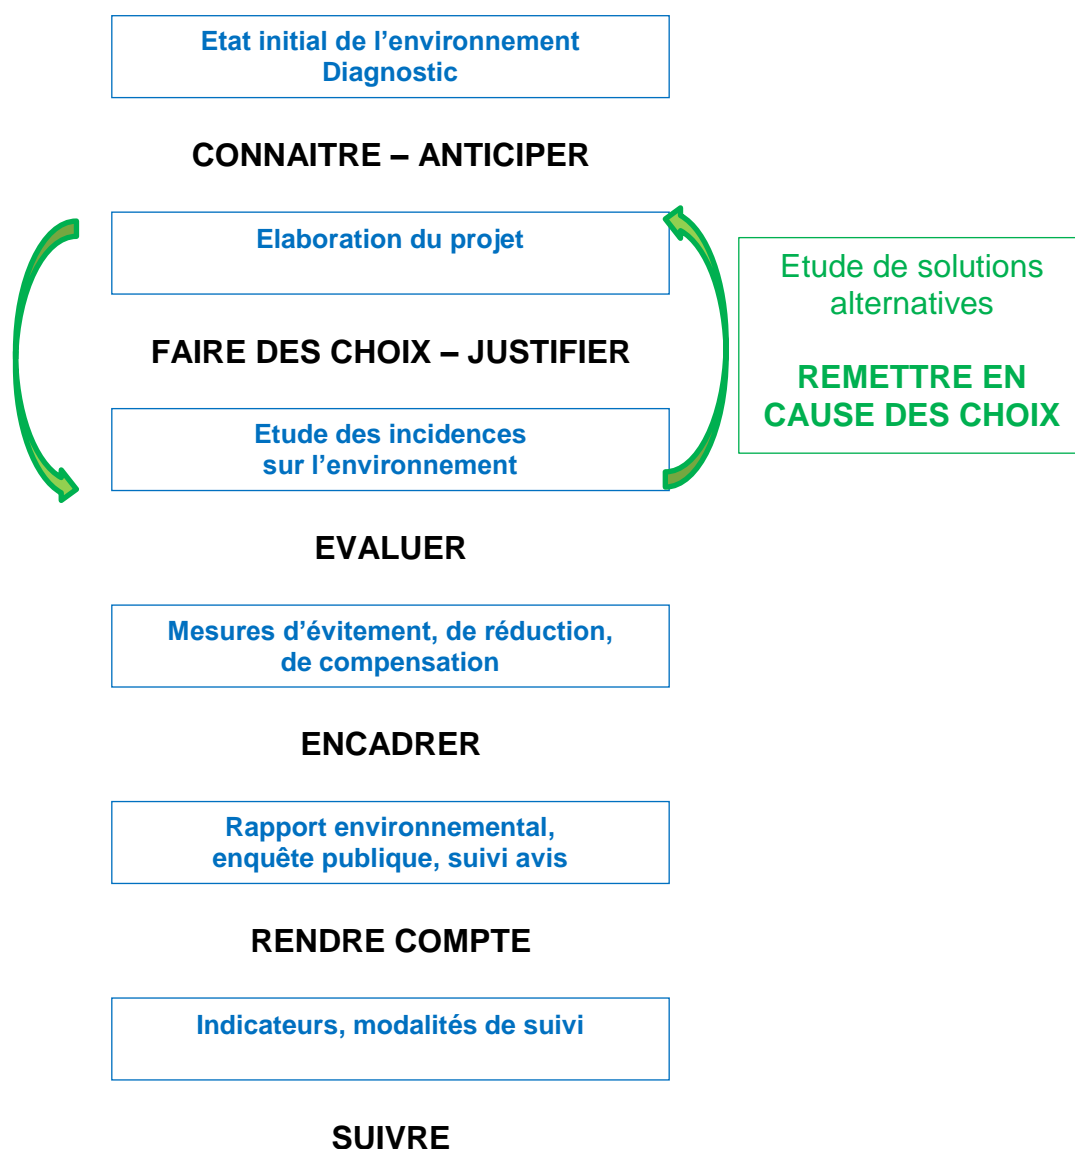 Etat initial de l’environnement
Diagnostic
CONNAITRE – ANTICIPER
Elaboration du projet
FAIRE DES CHOIX – JUSTIFIER
Etude des incidences
sur l’environnement
Etude de solutions
alternatives
REMETTRE EN
CAUSE DES CHOIX
EVALUER
Mesures d’évitement, de réduction,
de compensation
ENCADRER
Rapport environnemental,
enquête publique, suivi avis
RENDRE COMPTE
Indicateurs, modalités de suivi
SUIVRE